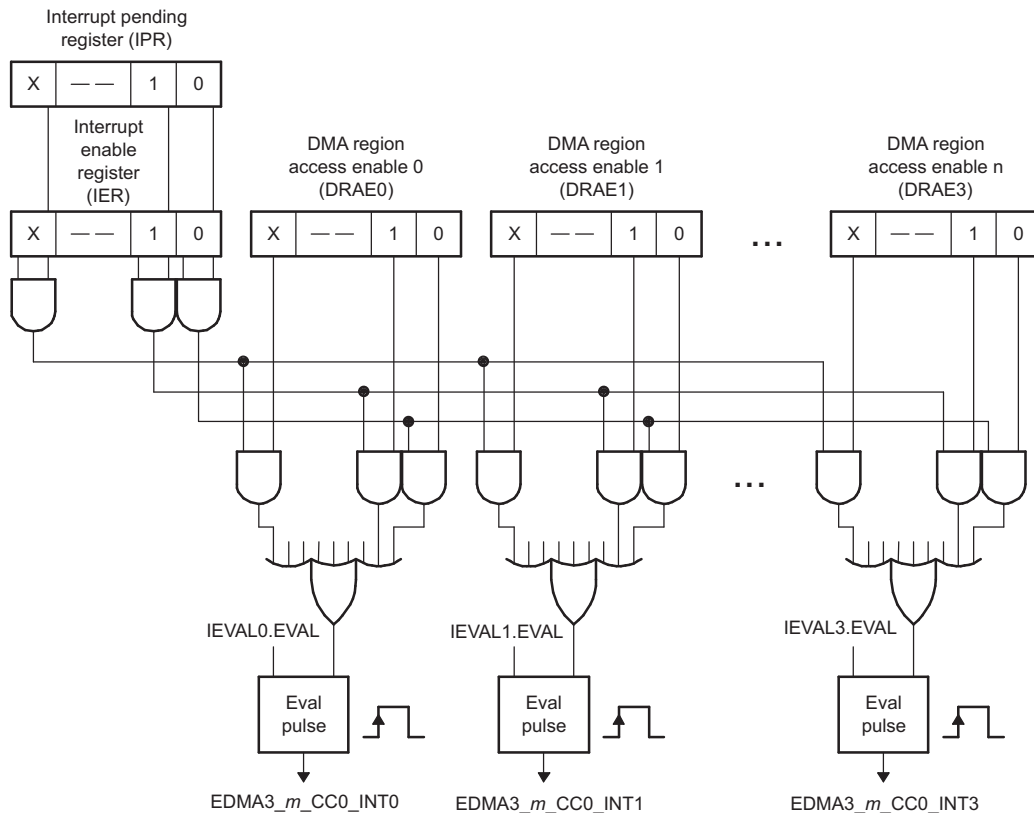 Interrupt pending
register (IPR)
X — — 1 0
Interrupt
enable
register
(IER)
DMA region
access enable 0
(DRAE0)
DMA region
access enable 1
(DRAE1)
DMA region
access enable n
(DRAE3)
X — — 1 0
X — — 1 0
X — — 1 0
...
X — — 1 0
...
IEVAL0.EVAL
IEVAL1.EVAL
IEVAL3.EVAL
Eval
pulse
Eval
pulse
Eval
pulse
EDMA3_m_CC0_INT0
EDMA3_m_CC0_INT1
EDMA3_m_CC0_INT3